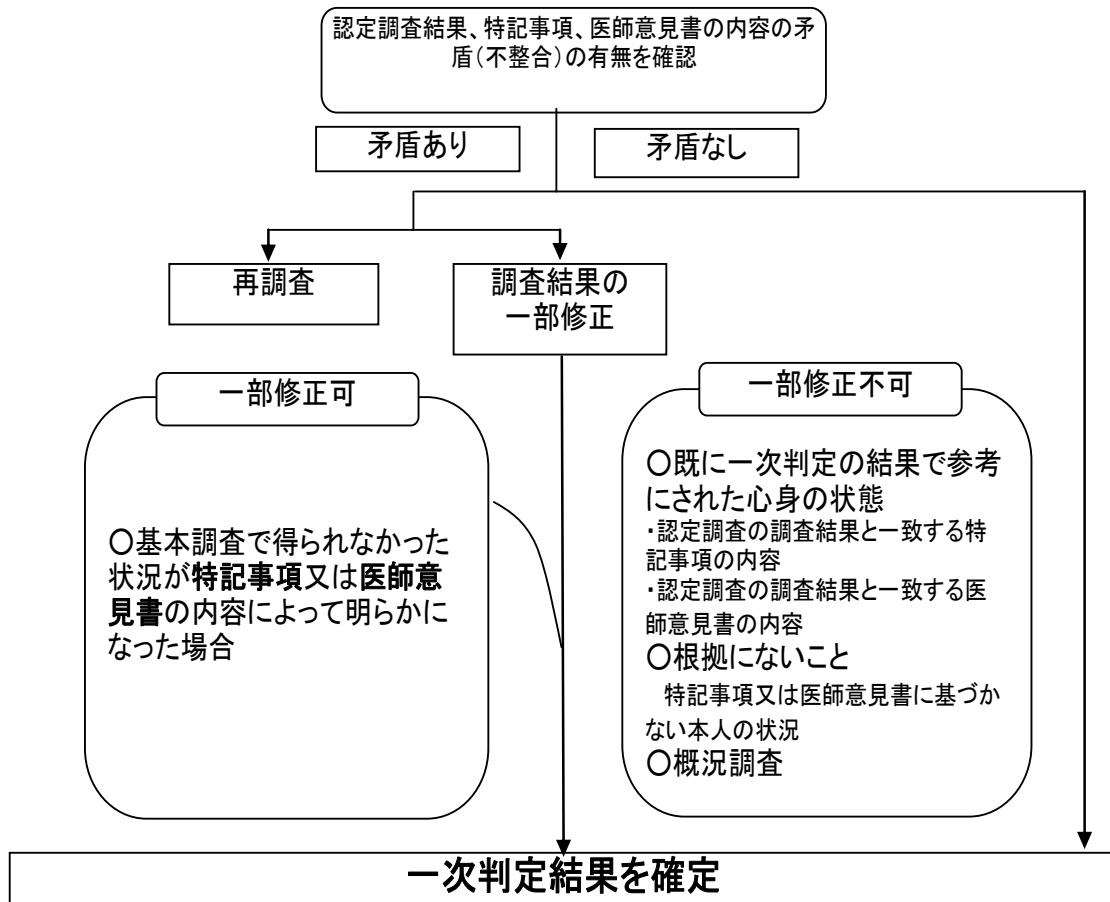 認定調査結果、特記事項、医師意見書の内容の矛
盾(不整合)の有無を確認
矛盾あり
矛盾なし
再調査
調査結果の
一部修正
一部修正可
〇基本調査で得られなかった
状況が特記事項又は医師意
見書の内容によって明らかに
なった場合
一部修正不可
〇既に一次判定の結果で参考
にされた心身の状態
・認定調査の調査結果と一致する特
記事項の内容
・認定調査の調査結果と一致する医
師意見書の内容
〇根拠にないこと
特記事項又は医師意見書に基づか
ない本人の状況
〇概況調査
一次判定結果を確定